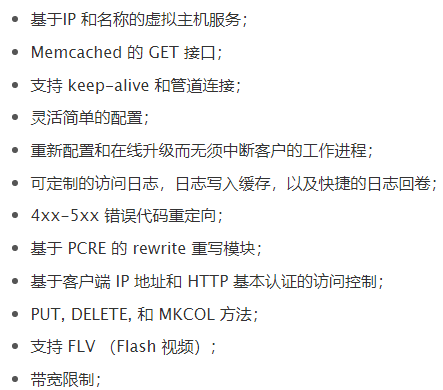 基于IP 和名称的虚拟主机服务；
Memcached 的 GET 接口；
支持 keep-alive 和管道连接；
灵活简单的配置；
重新配置和在线升级而无须中断客户的工作进程；
可定制的访问日志，日志写入缓存，以及快捷的日志回卷；
4xx-5xx 错误代码重定向；
基于 PCRE 的 rewrite 重写模块；
基于客户端 IP 地址和 HTTP 基本认证的访问控制；
PUT, DELETE, 和 MKCOL 方法；
支持 FLV （Flash 视频）；
带宽限制；